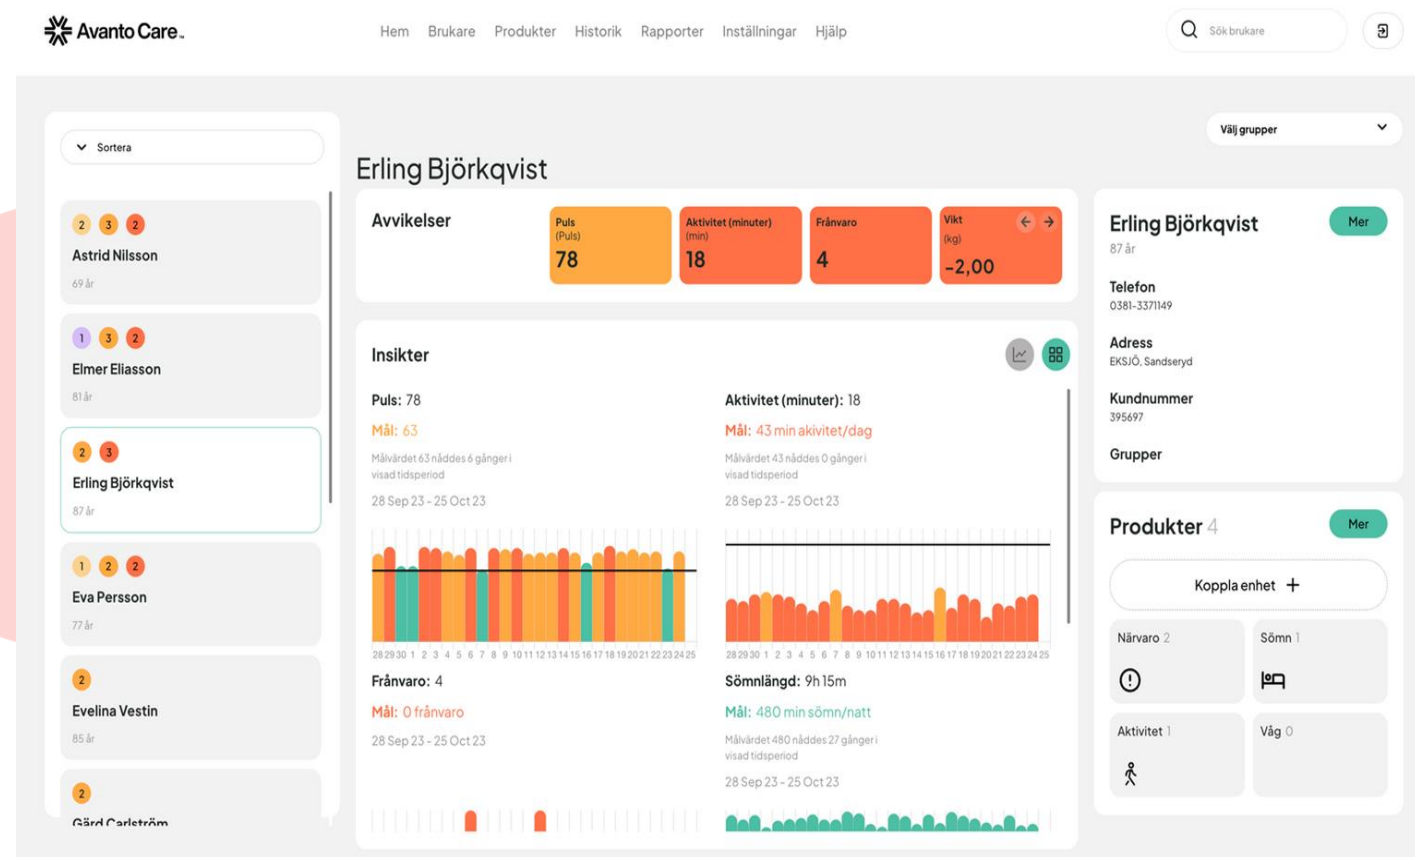 Avanto Care™
Hem Brukare Produkter Historik Rapporter Inställningar Hjälp
Sök brukare
Sortera
2 3 2
Astrid Nilsson
69 år
1 3 2
Elmer Eliasson
81 år
2 3
Erling Björkqvist
87 år
1 2 2
Eva Persson
77 år
2
Evelina Vestin
85 år
2
Gärd Carlström
Välj grupper
Erling Björkqvist
Avvikelser
Puls
(Puls)
78
Aktivitet (minuter)
(min)
18
Frånvaro
4
Vikt
(kg)
-2,00
Insikter
Puls: 78
Mål: 63
Målvärdet 63 nåddes 6 gånger i
visad tidsperiod
28 Sep 23 - 25 Oct 23
28 29 30 1 2 3 4 5 6 7 8 9 10 11 12 13 14 15 16 17 18 19 20 21 22 23 24 25
Aktivitet (minuter): 18
Mål: 43 min akivitet/dag
Målvärdet 43 nåddes 0 gånger i
visad tidsperiod
28 Sep 23 - 25 Oct 23
28 29 30 1 2 3 4 5 6 7 8 9 10 11 12 13 14 15 16 17 18 19 20 21 22 23 24 25
Frånvaro: 4
Mål: 0 frånvaro
28 Sep 23 - 25 Oct 23
Sömnlängd: 9h 15m
Mål: 480 min sömn/natt
Målvärdet 480 nåddes 27 gånger i
visad tidsperiod
28 Sep 23 - 25 Oct 23
Erling Björkqvist
Mer
87 år
Telefon
0381-3371149
Adress
EKSJÖ, Sandseryd
Kundnummer
395697
Grupper
Produkter 4
Mer
Koppla enhet +
Närvaro 2
Sömn 1
Aktivitet 1
Våg 0